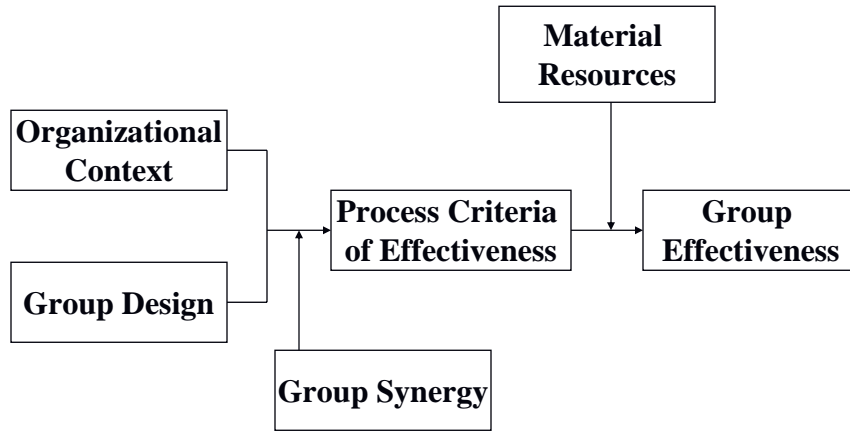 Material
Resources
Organizational
Context
Process Criteria
of Effectiveness
Group
Effectiveness
Group Design
Group Synergy